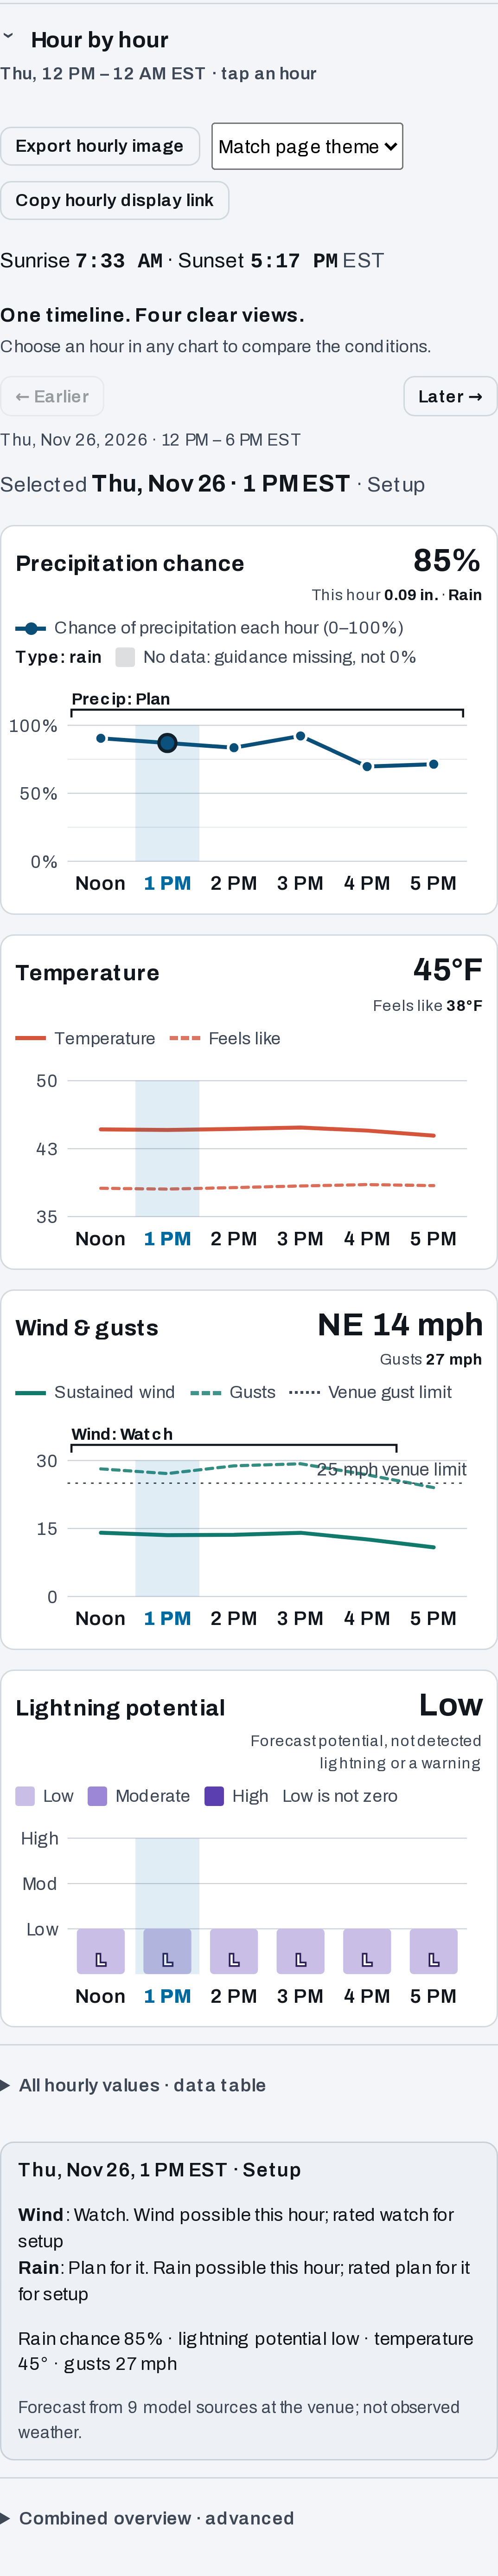 Hour by hour
Thu, 12 PM – 12 AM EST · tap an hour
Export hourly image
Match page theme
Copy hourly display link
Sunrise 7:33 AM · Sunset 5:17 PM EST
One timeline. Four clear views.
Choose an hour in any chart to compare the conditions.
← Earlier
Later →
Thu, Nov 26, 2026 · 12 PM – 6 PM EST
Selected Thu, Nov 26 · 1 PM EST · Setup
Precipitation chance
85%
This hour 0.09 in. · Rain
Chance of precipitation each hour (0–100%)
Type: rain No data: guidance missing, not 0%
Precip: Plan
100%
50%
0%
Noon 1 PM 2 PM 3 PM 4 PM 5 PM
Temperature
45°F
Feels like 38°F
Temperature Feels like
50
43
35
Noon 1 PM 2 PM 3 PM 4 PM 5 PM
Wind & gusts
NE 14 mph
Gusts 27 mph
Sustained wind Gusts Venue gust limit
Wind: Watch
30
25 mph venue limit
15
0
Noon 1 PM 2 PM 3 PM 4 PM 5 PM
Lightning potential
Low
Forecast potential, not detected
lightning or a warning
Low Moderate High Low is not zero
High
Mod
Low
L L L L L L
Noon 1 PM 2 PM 3 PM 4 PM 5 PM
All hourly values · data table
Thu, Nov 26, 1 PM EST · Setup
Wind: Watch. Wind possible this hour; rated watch for
setup
Rain: Plan for it. Rain possible this hour; rated plan for it
for setup
Rain chance 85% · lightning potential low · temperature
45° · gusts 27 mph
Forecast from 9 model sources at the venue; not observed
weather.
Combined overview · advanced